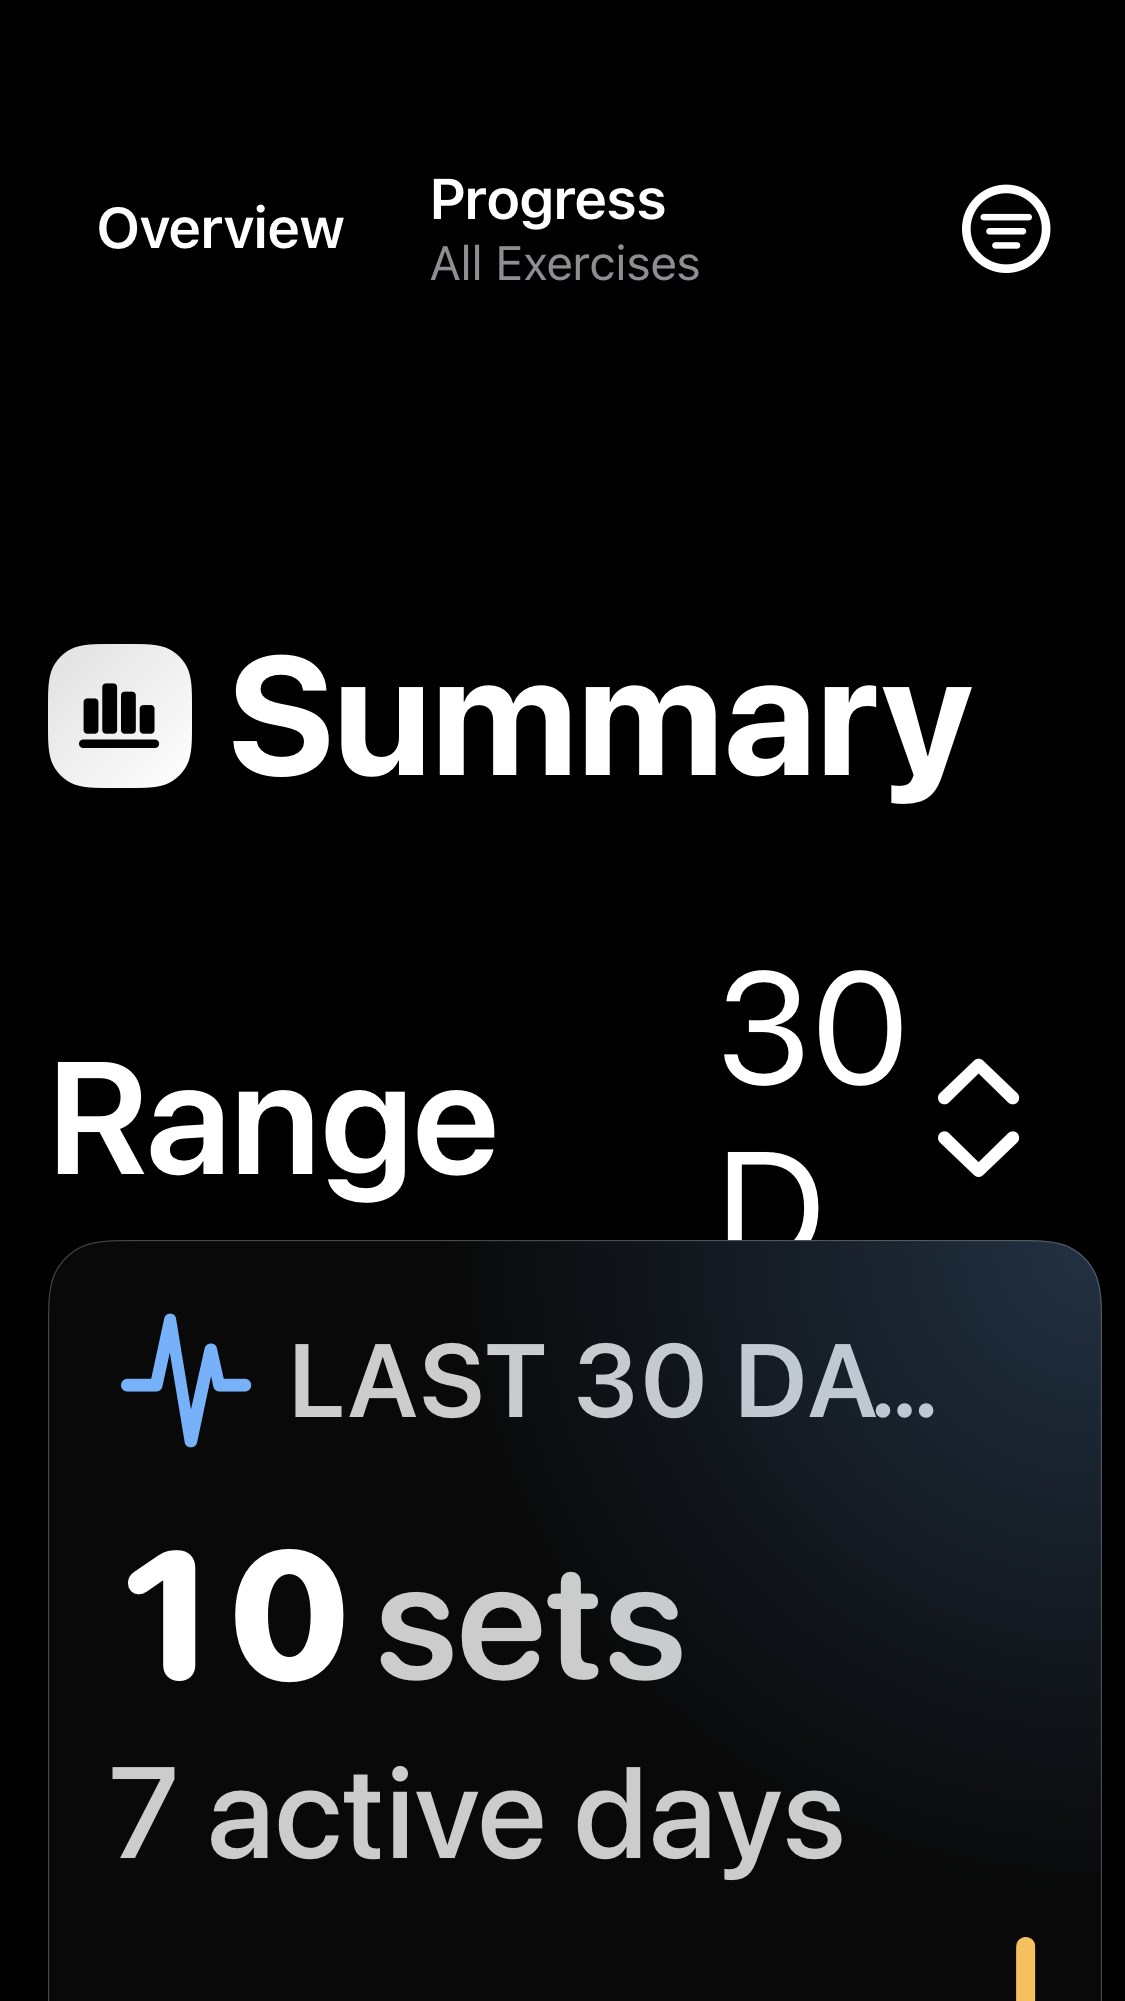 Overview
Progress
All Exercises
Summary
Range
30
D
LAST 30 DA...
10 sets
7 active days